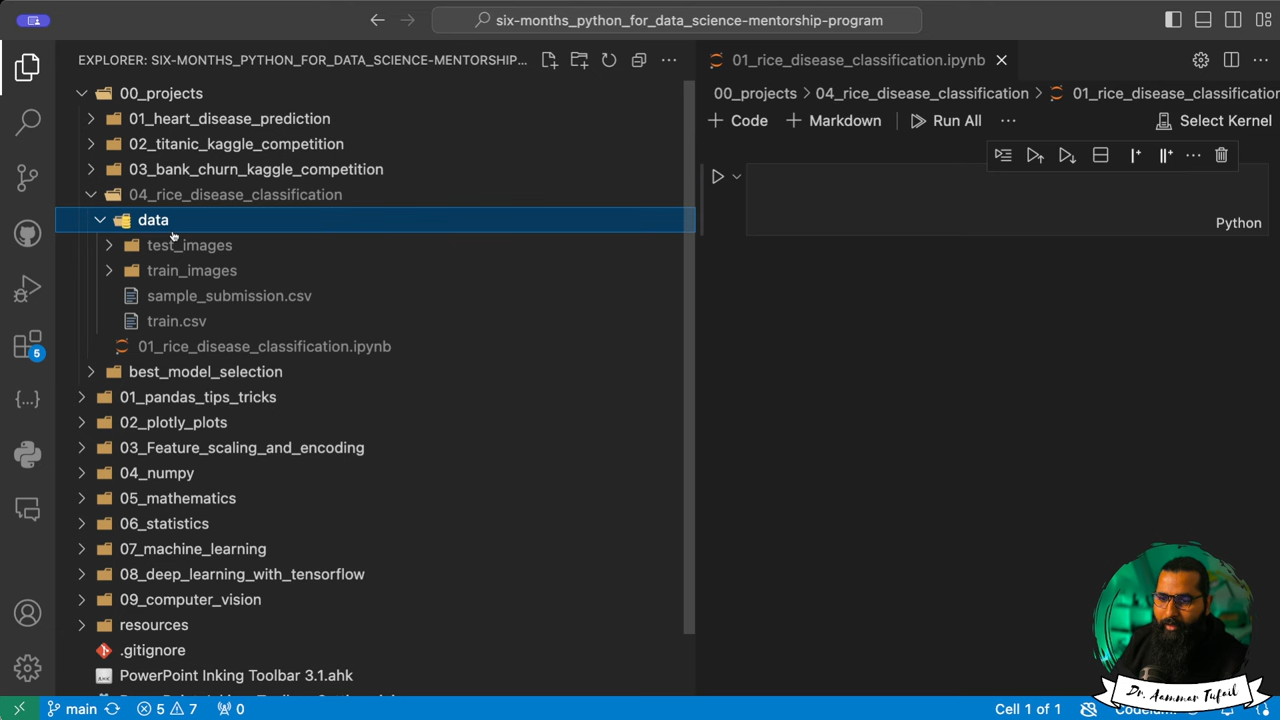 six-months_python_for_data_science-mentorship-program
EXPLORER: SIX-MONTHS_PYTHON_FOR_DATA_SCIENCE-MENTORSHIP...
00_projects
01_heart_disease_prediction
02_titanic_kaggle_competition
03_bank_churn_kaggle_competition
04_rice_disease_classification
data
test_images
train_images
sample_submission.csv
train.csv
01_rice_disease_classification.ipynb
best_model_selection
01_pandas_tips_tricks
02_plotly_plots
03_Feature_scaling_and_encoding
04_numpy
05_mathematics
06_statistics
07_machine_learning
08_deep_learning_with_tensorflow
09_computer_vision
resources
.gitignore
PowerPoint Inking Toolbar 3.1.ahk
5
01_rice_disease_classification.ipynb
00_projects > 04_rice_disease_classification > 01_rice_disease_classification
+ Code + Markdown Run All ... Select Kernel
Python
Dr. Aammar Tufail
main 5 7 0 Cell 1 of 1